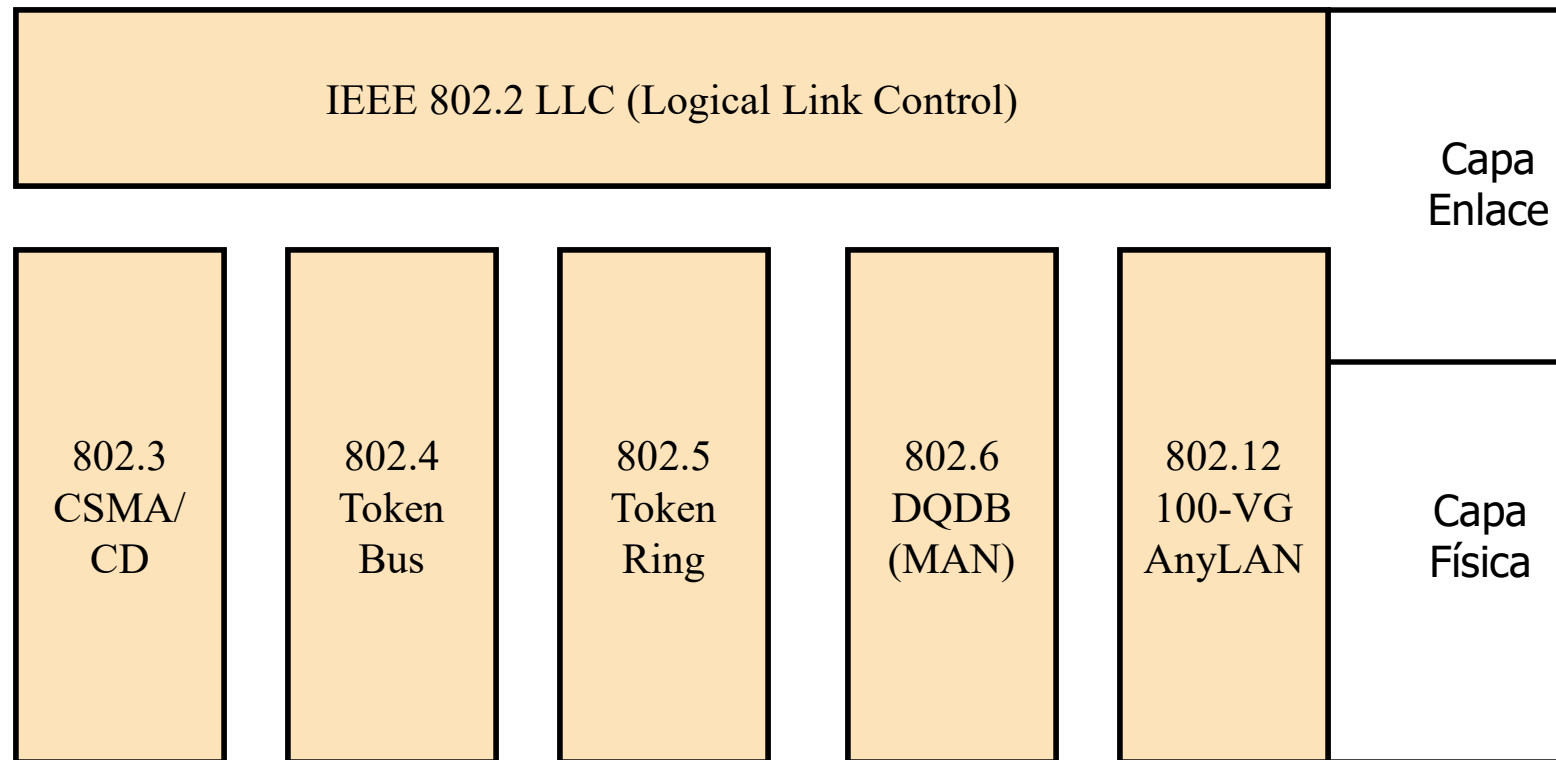 IEEE 802.2 LLC (Logical Link Control)
Capa
Enlace
802.3
CSMA/
CD
802.4
Token
Bus
802.5
Token
Ring
802.6
DQDB
(MAN)
802.12
100-VG
AnyLAN
Capa
Física